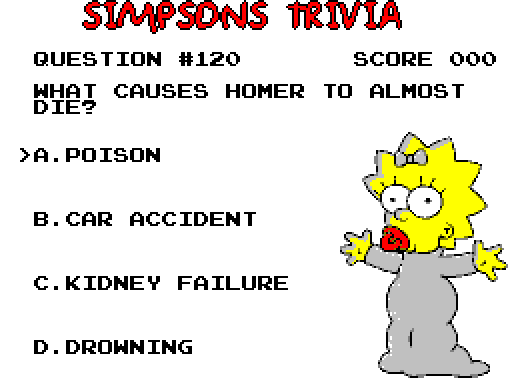 SIMPSONS TRIVIA
QUESTION #120 SCORE 000
WHAT CAUSES HOMER TO ALMOST
DIE?
>A.POISON
B.CAR ACCIDENT
C.KIDNEY FAILURE
D.DROWNING